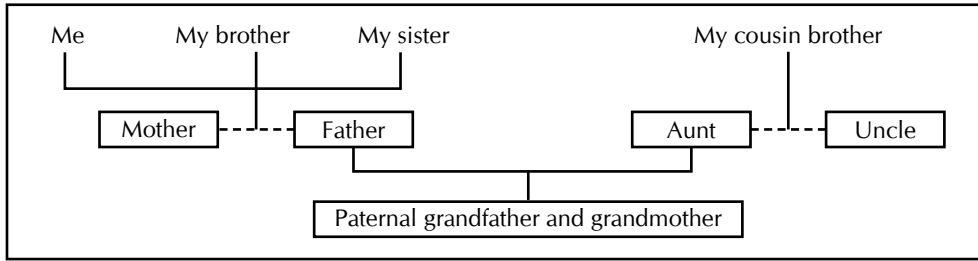 Me My brother My sister My cousin brother
Mother Father Aunt Uncle
Paternal grandfather and grandmother